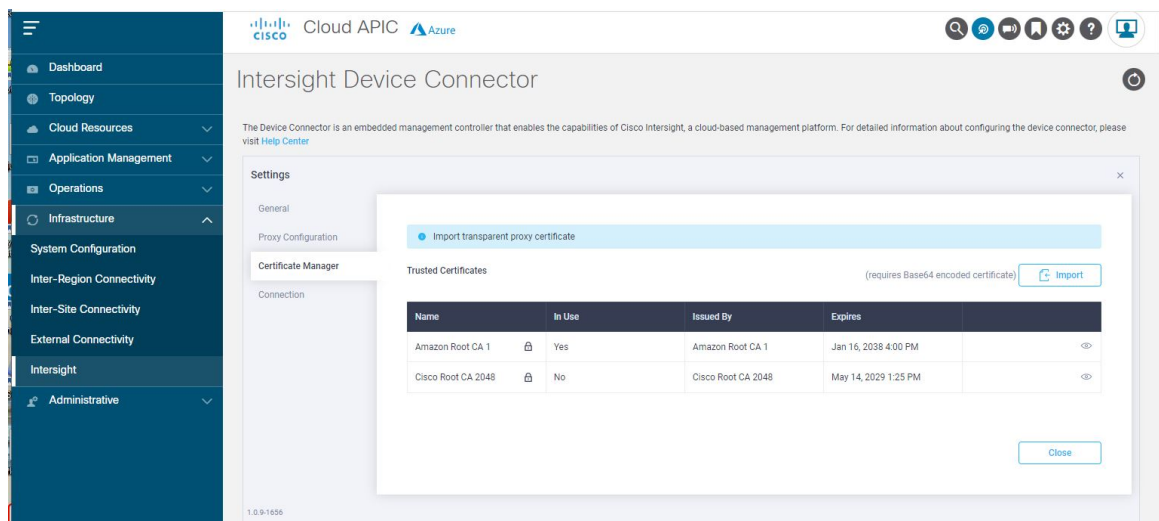 cisco Cloud APIC Azure
Dashboard
Topology
Cloud Resources
Application Management
Operations
Infrastructure
System Configuration
Inter-Region Connectivity
Inter-Site Connectivity
External Connectivity
Intersight
Administrative
Intersight Device Connector
The Device Connector is an embedded management controller that enables the capabilities of Cisco Intersight, a cloud-based management platform. For detailed information about configuring the device connector, please
visit Help Center
Settings
General
Proxy Configuration
Certificate Manager
Connection
Import transparent proxy certificate
Trusted Certificates (requires Base64 encoded certificate) Import
Name In Use Issued By Expires
Amazon Root CA 1 Yes Amazon Root CA 1 Jan 16, 2038 4:00 PM
Cisco Root CA 2048 No Cisco Root CA 2048 May 14, 2029 1:25 PM
Close
1.0.9-1656